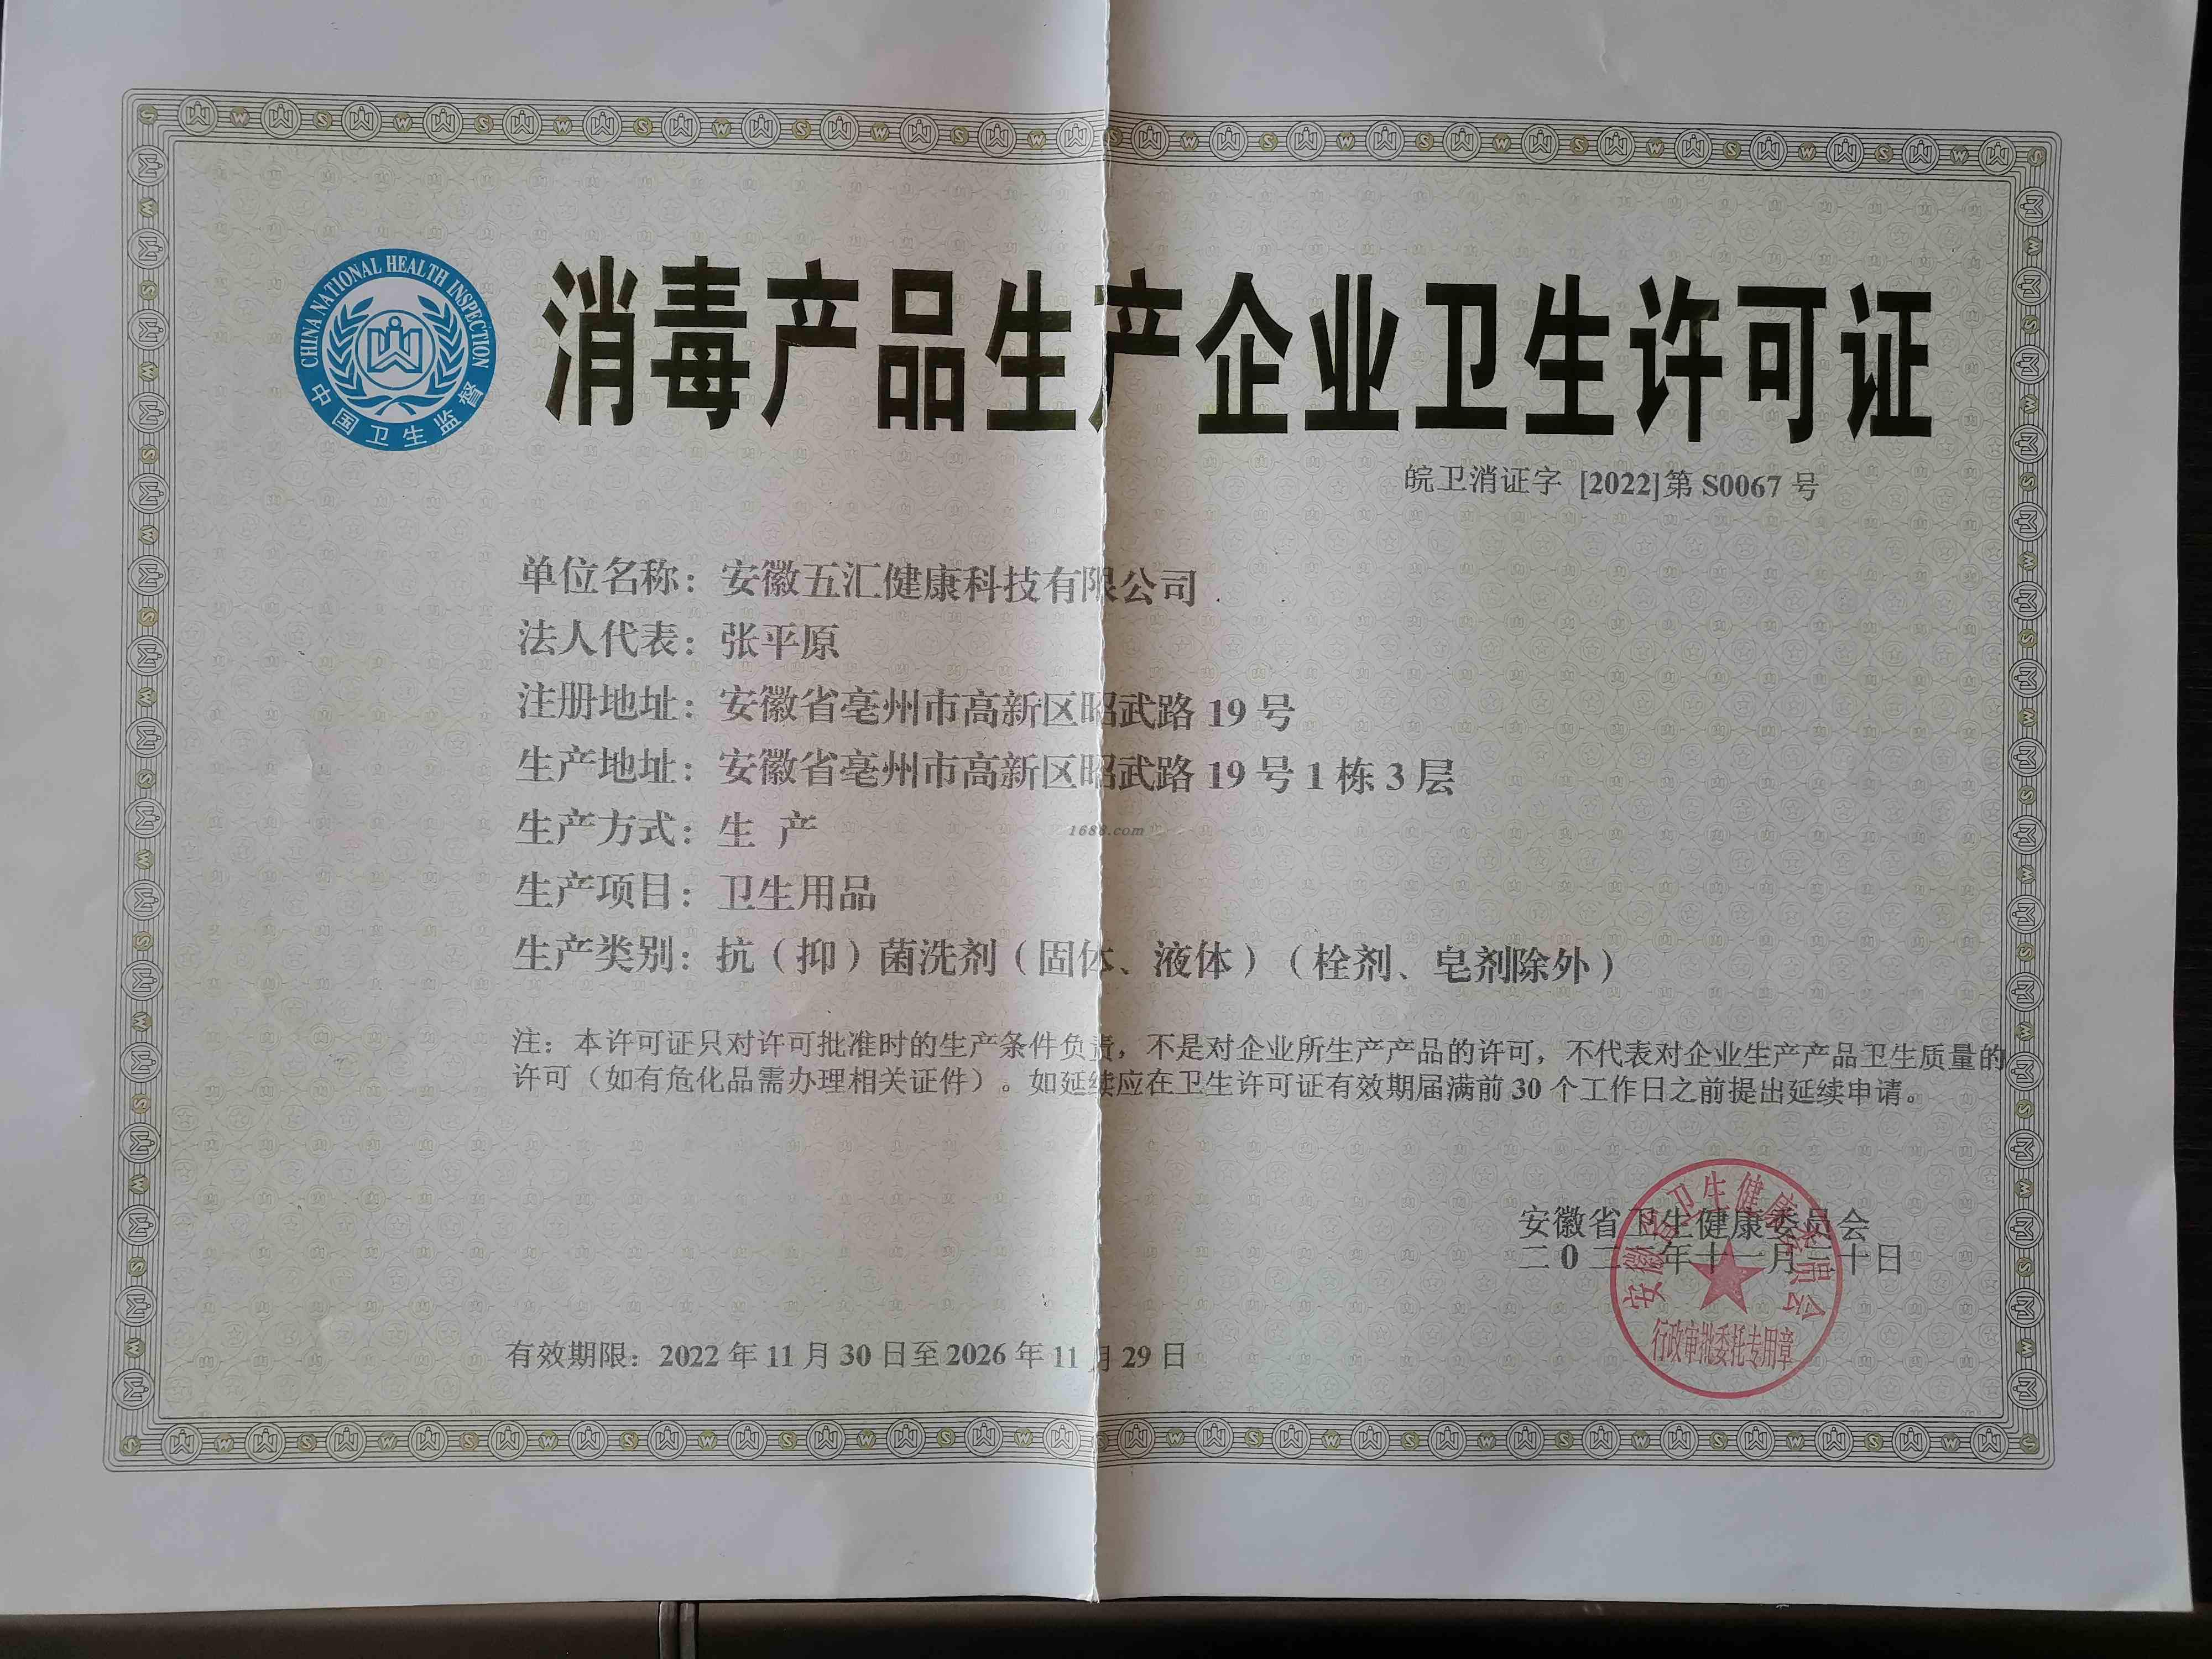 CHINA NATIONAL HEALTH INSPECTION
中国卫生监督
消毒产品生产企业卫生许可证
皖卫消证字 [2022]第 S0067 号
单位名称：安徽五汇健康科技有限公司
法人代表：张平原
注册地址：安徽省亳州市高新区昭武路 19 号
生产地址：安徽省亳州市高新区昭武路 19 号 1 栋 3 层
生产方式：生 产
1688.com
生产项目：卫生用品
生产类别：抗（抑）菌洗剂（固体、液体）（栓剂、皂剂除外）
注：本许可证只对许可批准时的生产条件负责，不是对企业所生产产品的许可，不代表对企业生产产品卫生质量的
许可（如有危化品需办理相关证件）。如延续应在卫生许可证有效期届满前 30 个工作日之前提出延续申请。
安徽省卫生健康委员会
二0二二年十一月三十日
安徽省卫生健康委员会
行政审批委托专用章
有效期限：2022 年 11 月 30 日至 2026 年 11 月 29 日